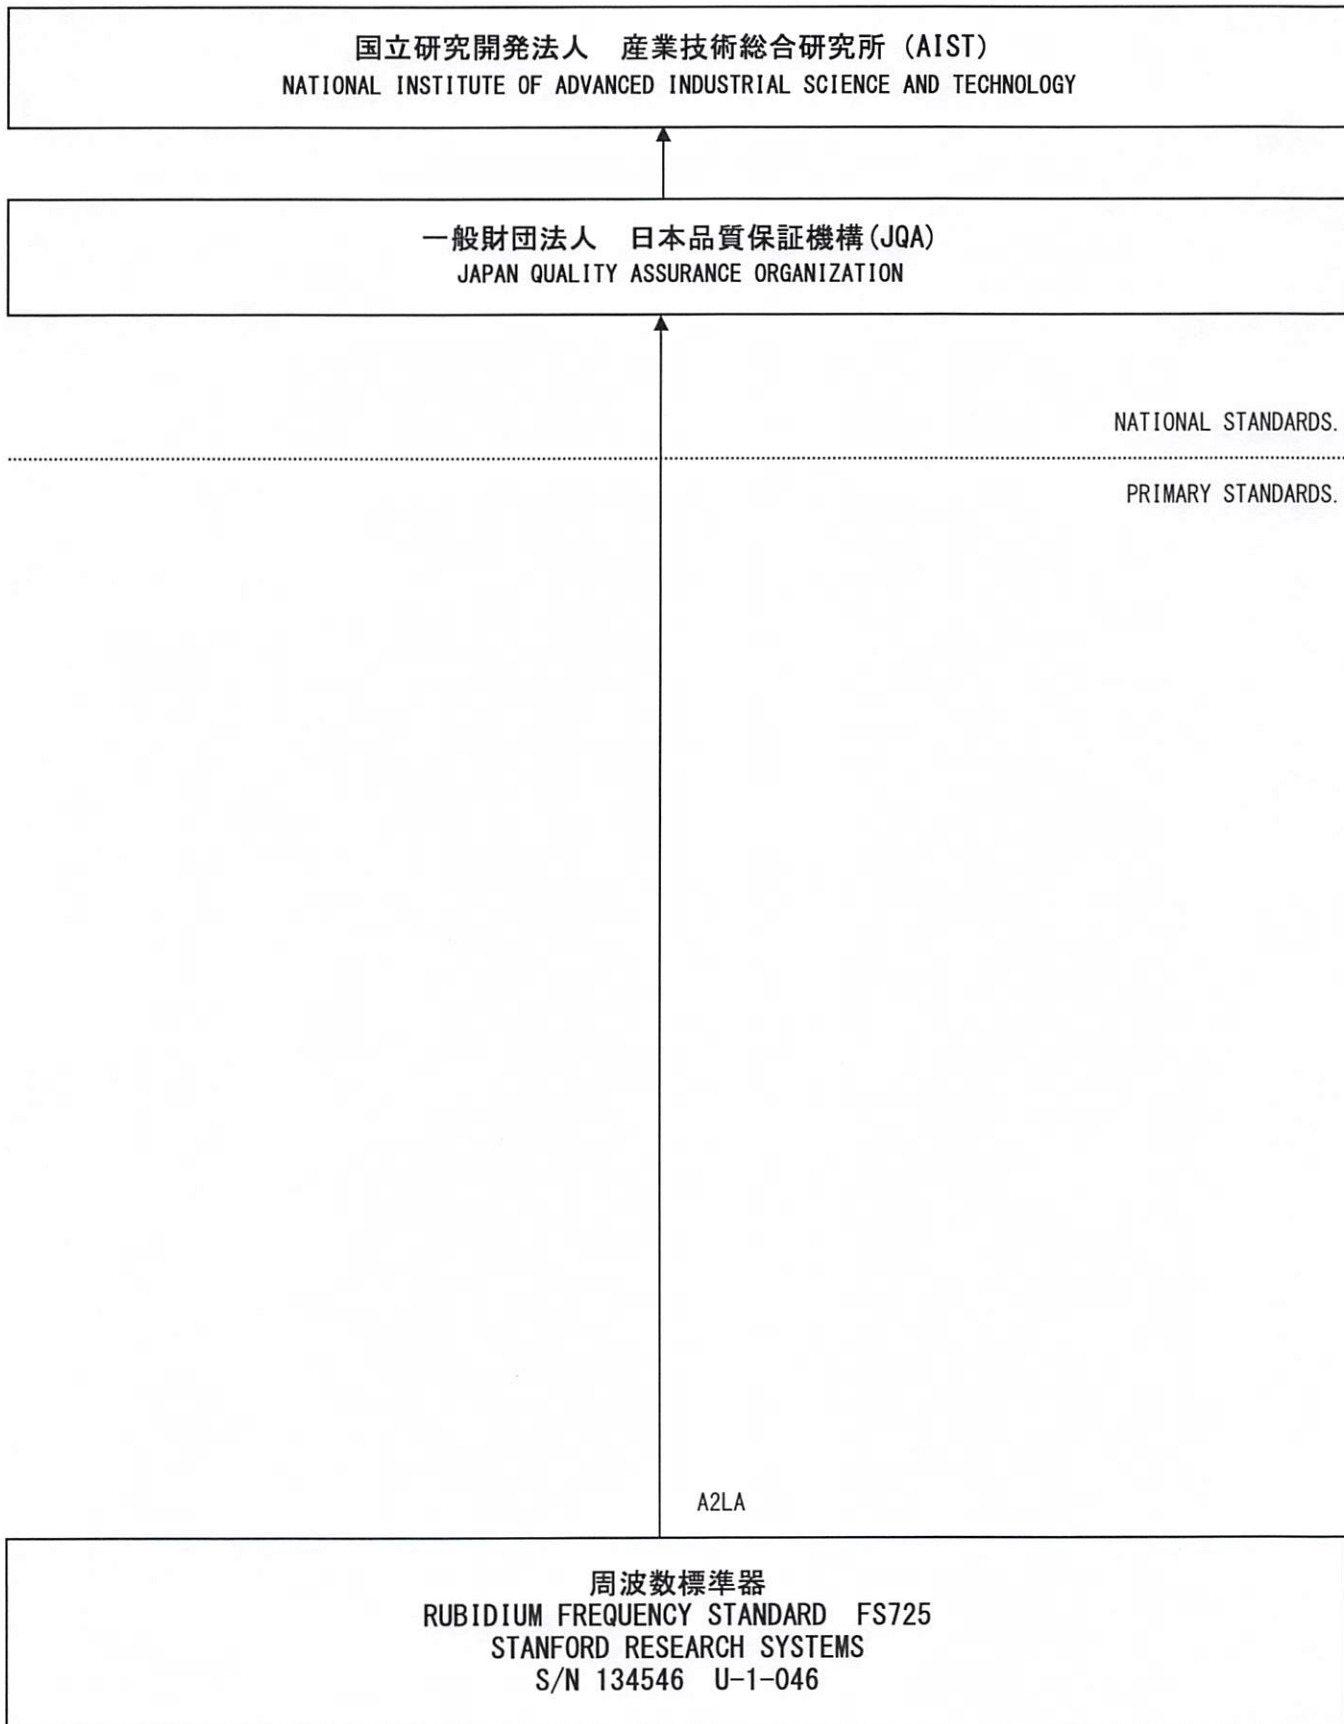 国立研究開発法人　産業技術総合研究所 (AIST)
NATIONAL INSTITUTE OF ADVANCED INDUSTRIAL SCIENCE AND TECHNOLOGY
一般財団法人　日本品質保証機構(JQA)
JAPAN QUALITY ASSURANCE ORGANIZATION
NATIONAL STANDARDS.
PRIMARY STANDARDS.
A2LA
周波数標準器
RUBIDIUM FREQUENCY STANDARD FS725
STANFORD RESEARCH SYSTEMS
S/N 134546 U-1-046